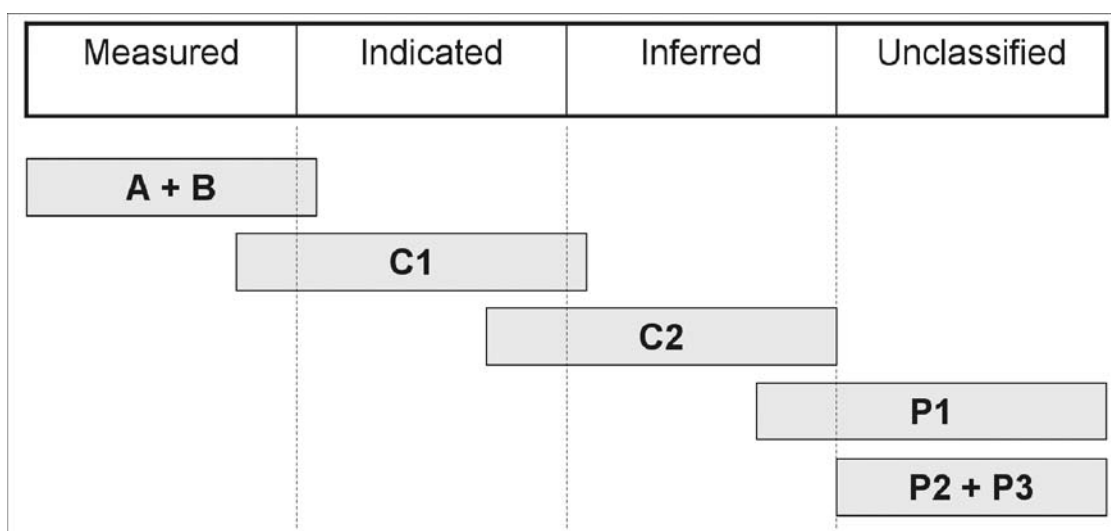 Measured Indicated Inferred Unclassified
A + B
C1
C2
P1
P2 + P3